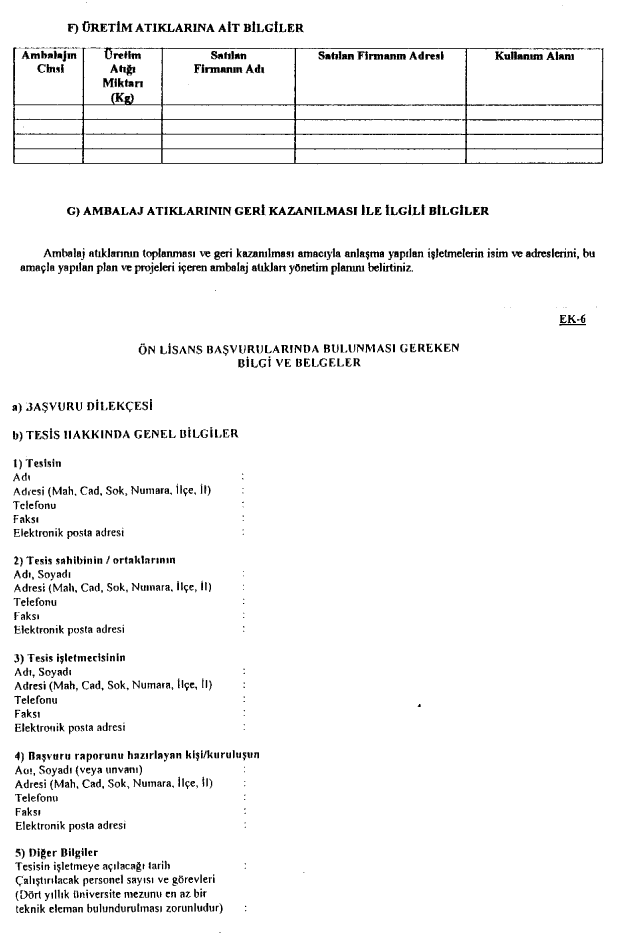 F) ÜRETİM ATIKLARINA AİT BİLGİLER
Ambalajın Cinsi | Üretim Atığı Miktarı (Kg) | Satılan Firmanın Adı | Satılan Firmanın Adresi | Kullanım Alanı
G) AMBALAJ ATIKLARININ GERİ KAZANILMASI İLE İLGİLİ BİLGİLER
Ambalaj atıklarının toplanması ve geri kazanılması amacıyla anlaşma yapılan işletmelerin isim ve adreslerini, bu
amaçla yapılan plan ve projeleri içeren ambalaj atıkları yönetim planını belirtiniz.
EK-6
ÖN LİSANS BAŞVURULARINDA BULUNMASI GEREKEN
BİLGİ VE BELGELER
a) BAŞVURU DİLEKÇESİ
b) TESİS HAKKINDA GENEL BİLGİLER
1) Tesisin
Adı :
Adresi (Mah, Cad, Sok, Numara, İlçe, İl) :
Telefonu :
Faksı :
Elektronik posta adresi :
2) Tesis sahibinin / ortaklarının
Adı, Soyadı :
Adresi (Mah, Cad, Sok, Numara, İlçe, İl) :
Telefonu :
Faksı :
Elektronik posta adresi :
3) Tesis işletmecisinin
Adı, Soyadı :
Adresi (Mah, Cad, Sok, Numara, İlçe, İl) :
Telefonu :
Faksı :
Elektronik posta adresi :
4) Başvuru raporunu hazırlayan kişi/kuruluşun
Adı, Soyadı (veya unvanı) :
Adresi (Mah, Cad, Sok, Numara, İlçe, İl) :
Telefonu :
Faksı :
Elektronik posta adresi :
5) Diğer Bilgiler
Tesisin işletmeye açılacağı tarih :
Çalıştırılacak personel sayısı ve görevleri
(Dört yıllık üniversite mezunu en az bir
teknik eleman bulundurulması zorunludur) :